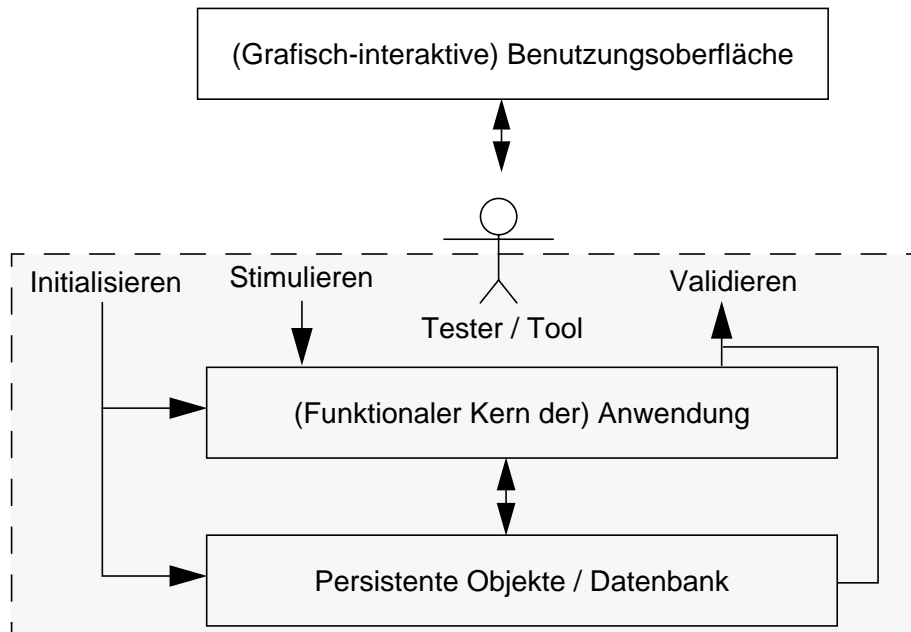 (Grafisch-interaktive) Benutzungsoberfläche
Initialisieren
Stimulieren
Validieren
Tester / Tool
(Funktionaler Kern der) Anwendung
Persistente Objekte / Datenbank